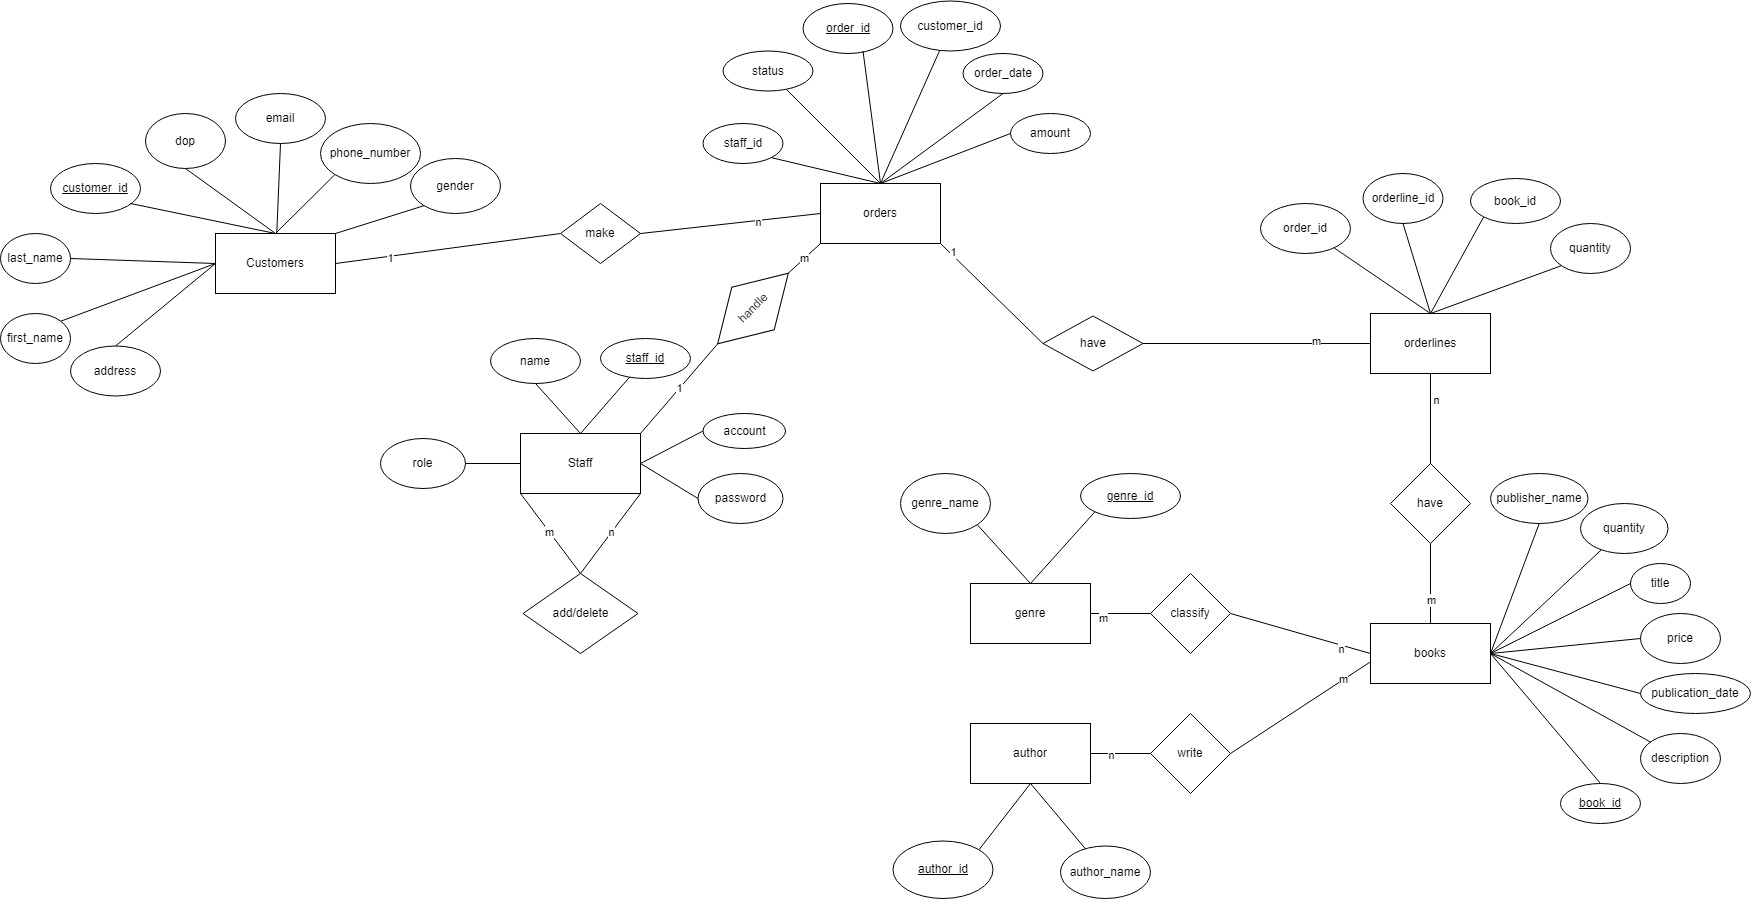 order_id
customer_id
status
order_date
staff_id
amount
email
dop
phone_number
customer_id
gender
last_name
Customers
first_name
address
1
make
n
orders
m
1
handle
have
m
orderline_id
book_id
order_id
quantity
orderlines
n
have
m
name
staff_id
1
account
role
Staff
password
m
n
add/delete
genre_name
genre_id
genre
m
classify
n
publisher_name
quantity
title
price
publication_date
description
book_id
books
m
author
n
write
author_id
author_name